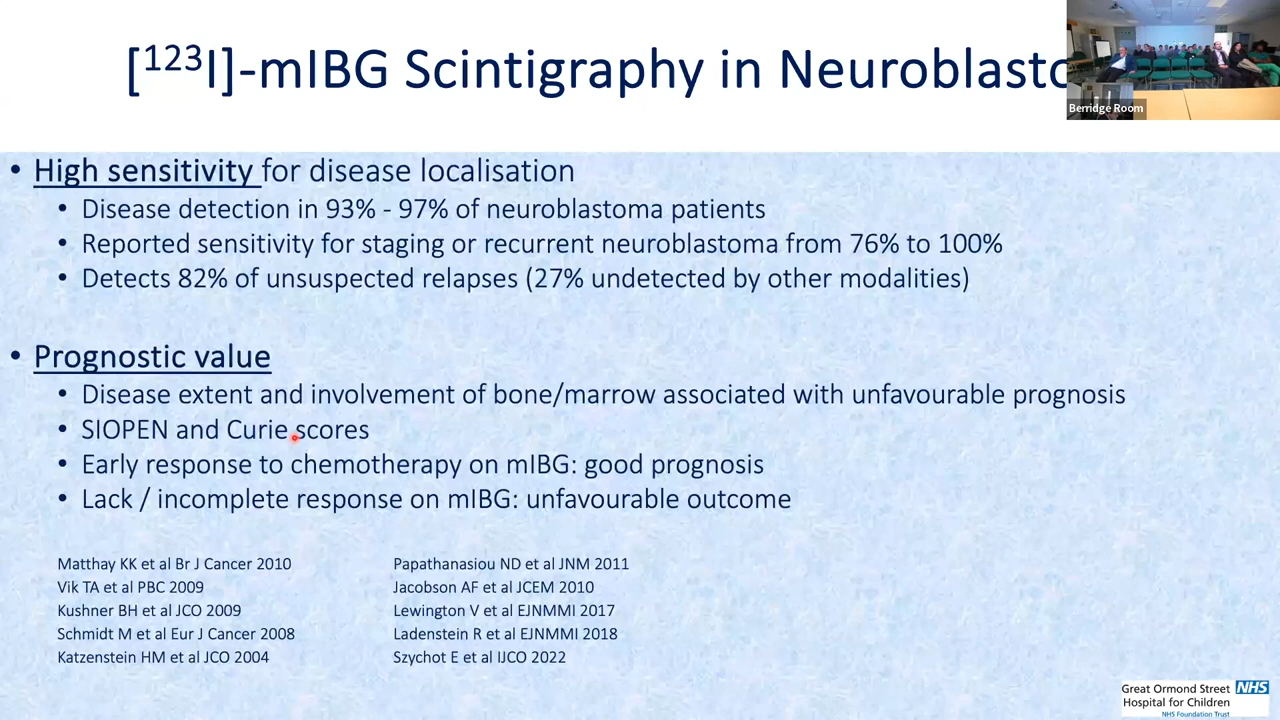 [¹²³I]-mIBG Scintigraphy in Neuroblasto
Berridge Room
• High sensitivity for disease localisation
• Disease detection in 93% - 97% of neuroblastoma patients
• Reported sensitivity for staging or recurrent neuroblastoma from 76% to 100%
• Detects 82% of unsuspected relapses (27% undetected by other modalities)
• Prognostic value
• Disease extent and involvement of bone/marrow associated with unfavourable prognosis
• SIOPEN and Curie scores
• Early response to chemotherapy on mIBG: good prognosis
• Lack / incomplete response on mIBG: unfavourable outcome
Matthay KK et al Br J Cancer 2010
Vik TA et al PBC 2009
Kushner BH et al JCO 2009
Schmidt M et al Eur J Cancer 2008
Katzenstein HM et al JCO 2004
Papathanasiou ND et al JNM 2011
Jacobson AF et al JCEM 2010
Lewington V et al EJNMMI 2017
Ladenstein R et al EJNMMI 2018
Szychot E et al IJCO 2022
Great Ormond Street NHS
Hospital for Children
NHS Foundation Trust